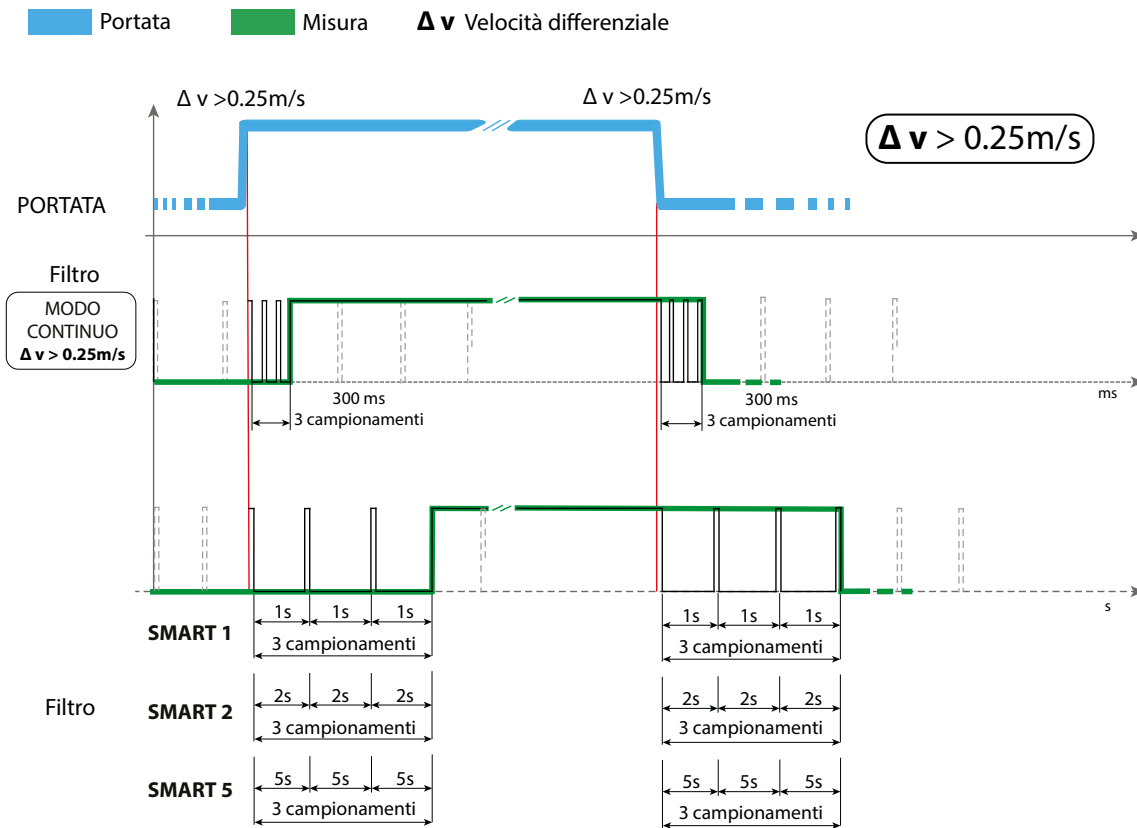 Portata Misura Δ v Velocità differenziale
Δ v >0.25m/s Δ v >0.25m/s
Δ v > 0.25m/s
PORTATA
Filtro
MODO
CONTINUO
Δ v > 0.25m/s
ms
300 ms 300 ms
3 campionamenti 3 campionamenti
s
1s 1s 1s 1s 1s 1s
SMART 1
3 campionamenti 3 campionamenti
2s 2s 2s 2s 2s 2s
Filtro SMART 2
3 campionamenti 3 campionamenti
5s 5s 5s 5s 5s 5s
SMART 5
3 campionamenti 3 campionamenti